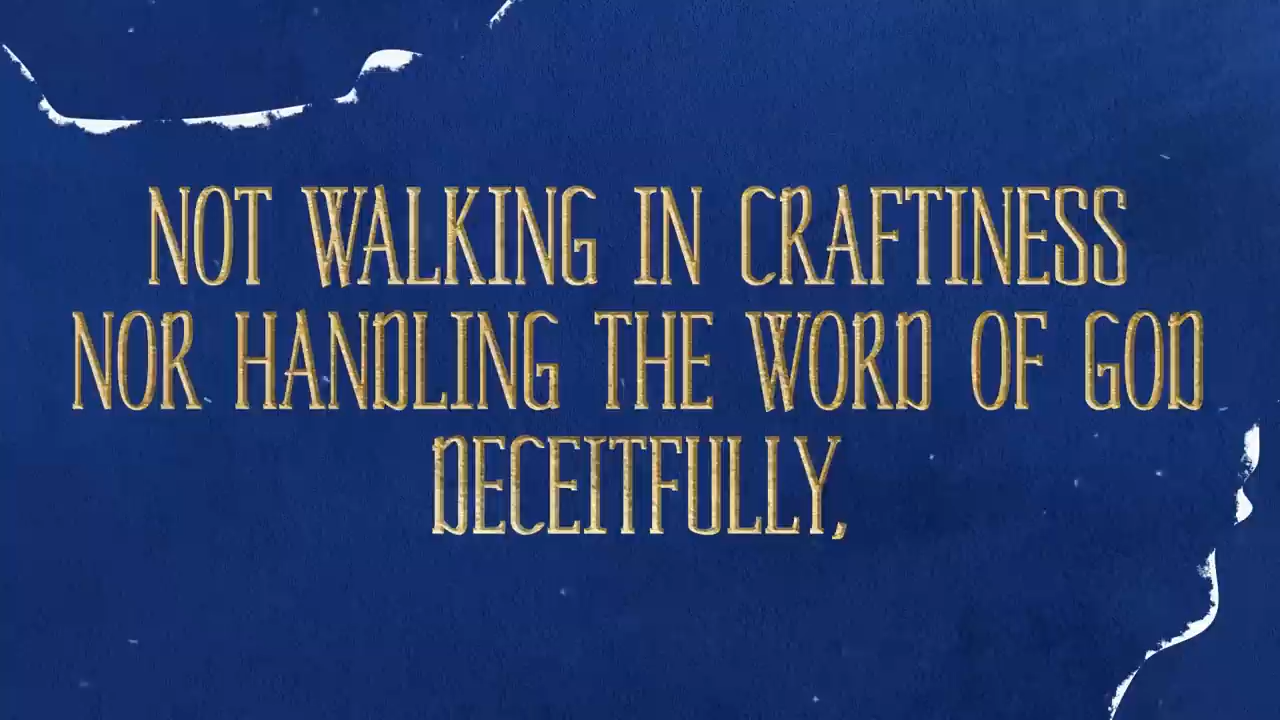 NOT WALKING IN CRAFTINESS
NOR HANDLING THE WORD OF GOD
DECEITFULLY,